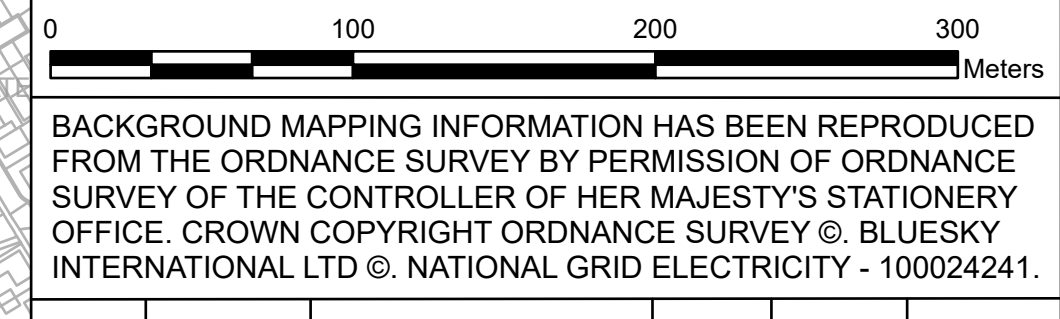 0 100 200 300
Meters
BACKGROUND MAPPING INFORMATION HAS BEEN REPRODUCED
FROM THE ORDNANCE SURVEY BY PERMISSION OF ORDNANCE
SURVEY OF THE CONTROLLER OF HER MAJESTY'S STATIONERY
OFFICE. CROWN COPYRIGHT ORDNANCE SURVEY ©. BLUESKY
INTERNATIONAL LTD ©. NATIONAL GRID ELECTRICITY - 100024241.